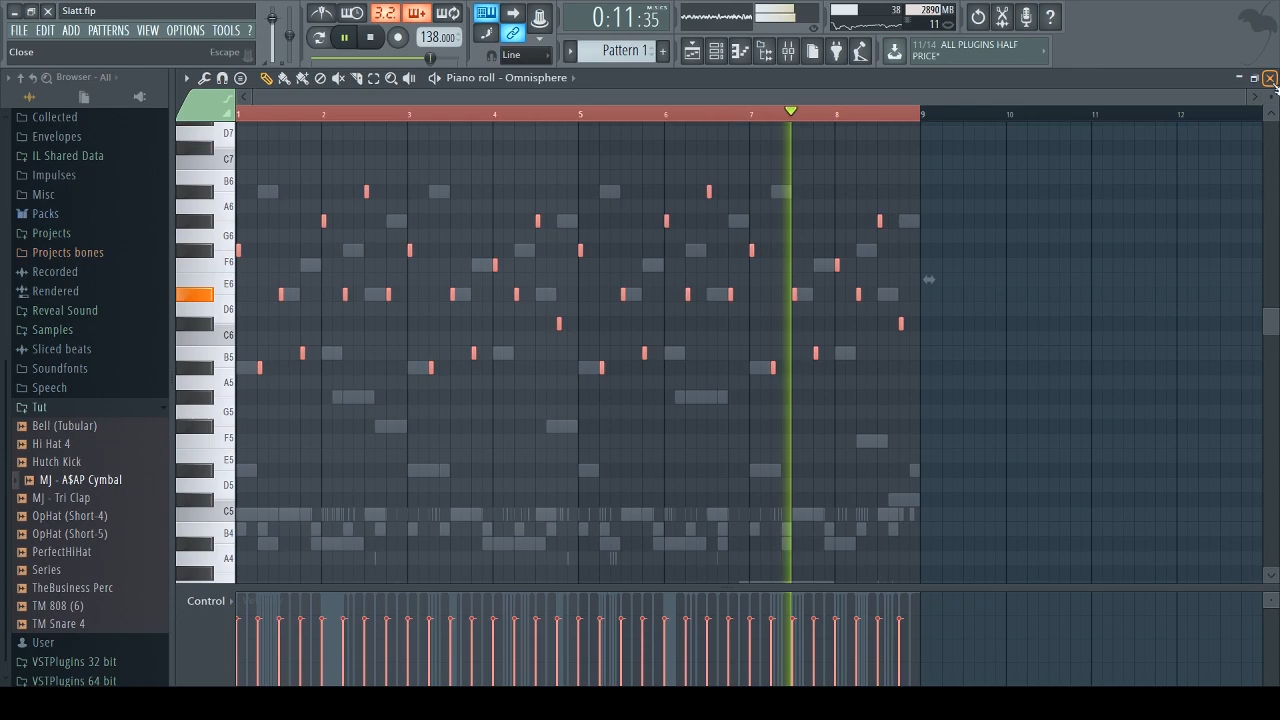 Slatt.flp
FILE EDIT ADD PATTERNS VIEW OPTIONS TOOLS ?
Close Escape
3.2
138.000
0:11:35
M:S:CS
Line
Pattern 1
38
2890 MB
11
11/14 ALL PLUGINS HALF
PRICE*
Browser - All
Piano roll - Omnisphere
1 2 3 4 5 6 7 8 9 10 11 12
Collected
Envelopes
IL Shared Data
Impulses
Misc
Packs
Projects
Projects bones
Recorded
Rendered
Reveal Sound
Samples
Sliced beats
Soundfonts
Speech
Tut
Bell (Tubular)
Hi Hat 4
Hutch Kick
MJ - A$AP Cymbal
MJ - Tri Clap
OpHat (Short-4)
OpHat (Short-5)
PerfectHiHat
Series
TheBusiness Perc
TM 808 (6)
TM Snare 4
User
VSTPlugins 32 bit
VSTPlugins 64 bit
D7
C7
B6
A6
G6
F6
E6
D6
C6
B5
A5
G5
F5
E5
D5
C5
B4
A4
Control